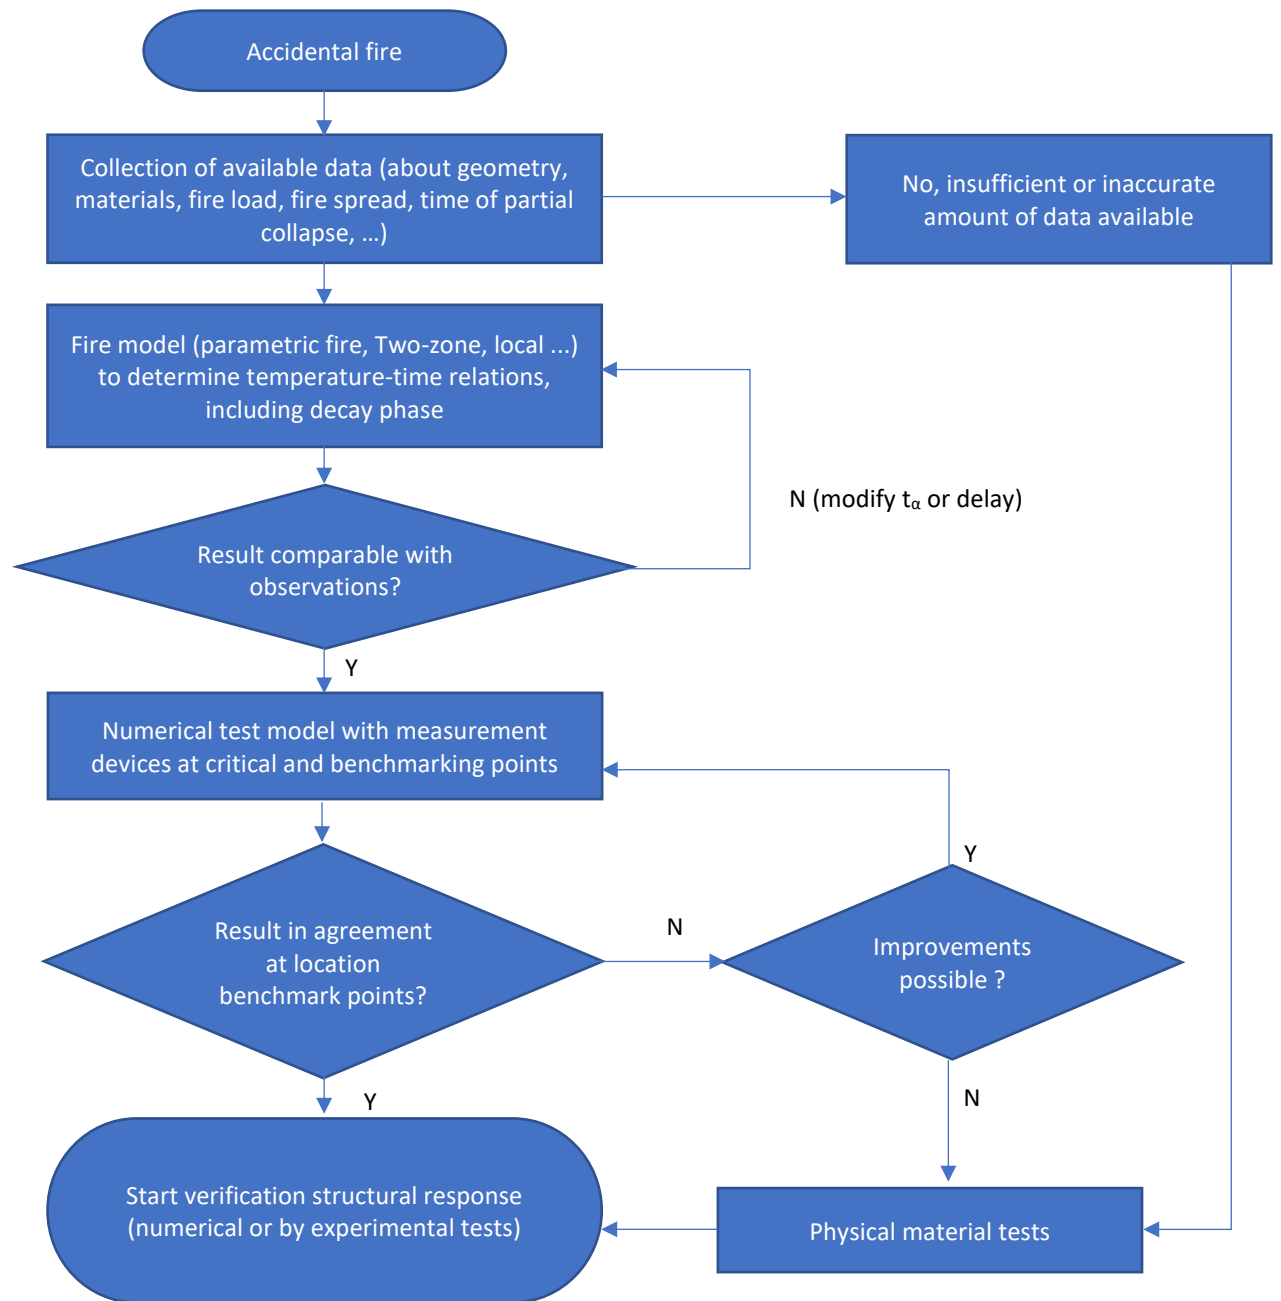 Accidental fire
Collection of available data (about geometry,
materials, fire load, fire spread, time of partial
collapse, …)
No, insufficient or inaccurate
amount of data available
Fire model (parametric fire, Two-zone, local ...)
to determine temperature-time relations,
including decay phase
N (modify tα or delay)
Result comparable with
observations?
Y
Numerical test model with measurement
devices at critical and benchmarking points
Y
Result in agreement
at location
benchmark points?
N
Improvements
possible ?
Y
N
Start verification structural response
(numerical or by experimental tests)
Physical material tests